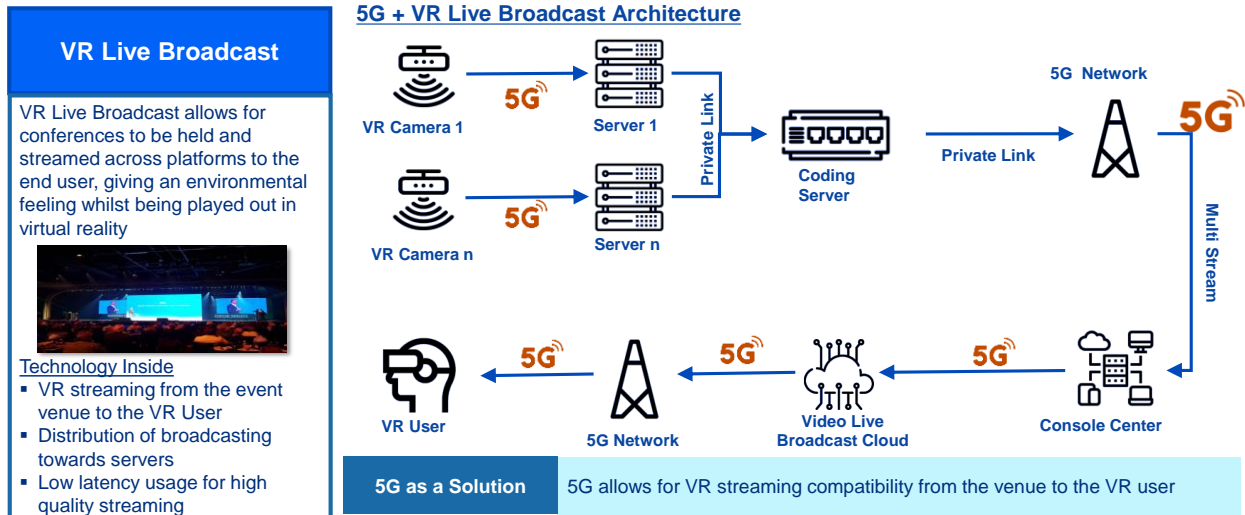 VR Live Broadcast
VR Live Broadcast allows for
conferences to be held and
streamed across platforms to the
end user, giving an environmental
feeling whilst being played out in
virtual reality
Technology Inside
▪ VR streaming from the event
venue to the VR User
▪ Distribution of broadcasting
towards servers
▪ Low latency usage for high
quality streaming
5G + VR Live Broadcast Architecture
VR Camera 1
5G
Server 1
VR Camera n
5G
Server n
Private Link
Coding
Server
Private Link
5G Network
5G
Multi Stream
Console Center
5G
Video Live
Broadcast Cloud
5G
5G Network
5G
VR User
5G as a Solution
5G allows for VR streaming compatibility from the venue to the VR user